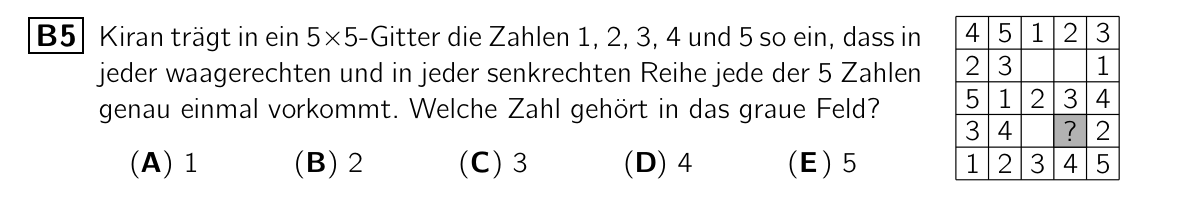 B5 Kiran trägt in ein 5×5-Gitter die Zahlen 1, 2, 3, 4 und 5 so ein, dass in
jeder waagerechten und in jeder senkrechten Reihe jede der 5 Zahlen
genau einmal vorkommt. Welche Zahl gehört in das graue Feld?
(A) 1 (B) 2 (C) 3 (D) 4 (E) 5
4 5 1 2 3
2 3 1
5 1 2 3 4
3 4 ? 2
1 2 3 4 5